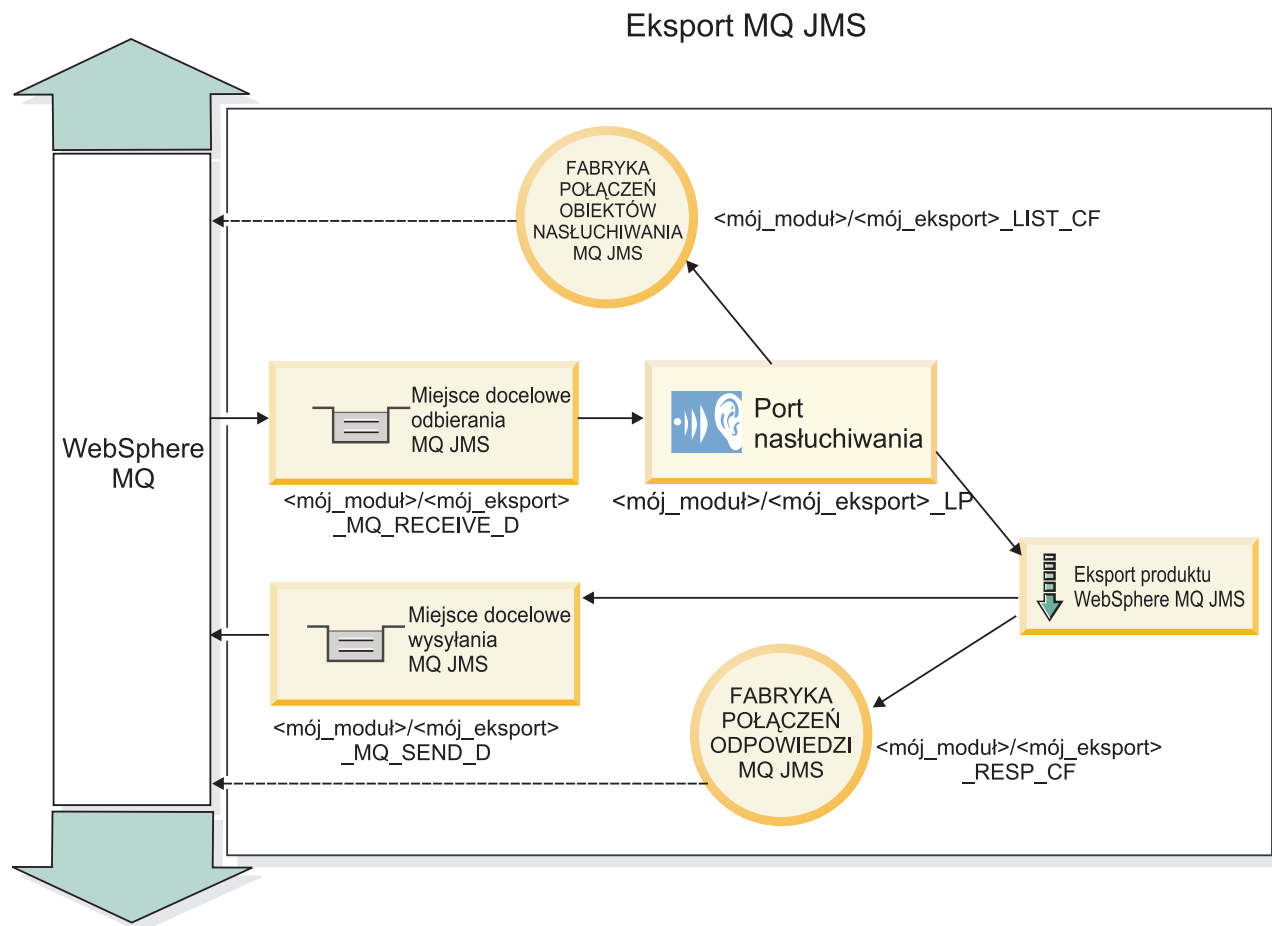 Eksport MQ JMS
FABRYKA
POŁĄCZEŃ
OBIEKTÓW
NASŁUCHIWANIA
MQ JMS
<mój_moduł>/<mój_eksport>_LIST_CF
WebSphere
MQ
Miejsce docelowe
odbierania
MQ JMS
<mój_moduł>/<mój_eksport>
_MQ_RECEIVE_D
Port
nasłuchiwania
<mój_moduł>/<mój_eksport>_LP
Eksport produktu
WebSphere MQ JMS
Miejsce docelowe
wysyłania
MQ JMS
<mój_moduł>/<mój_eksport>
_MQ_SEND_D
FABRYKA
POŁĄCZEŃ
ODPOWIEDZI
MQ JMS
<mój_moduł>/<mój_eksport>
_RESP_CF